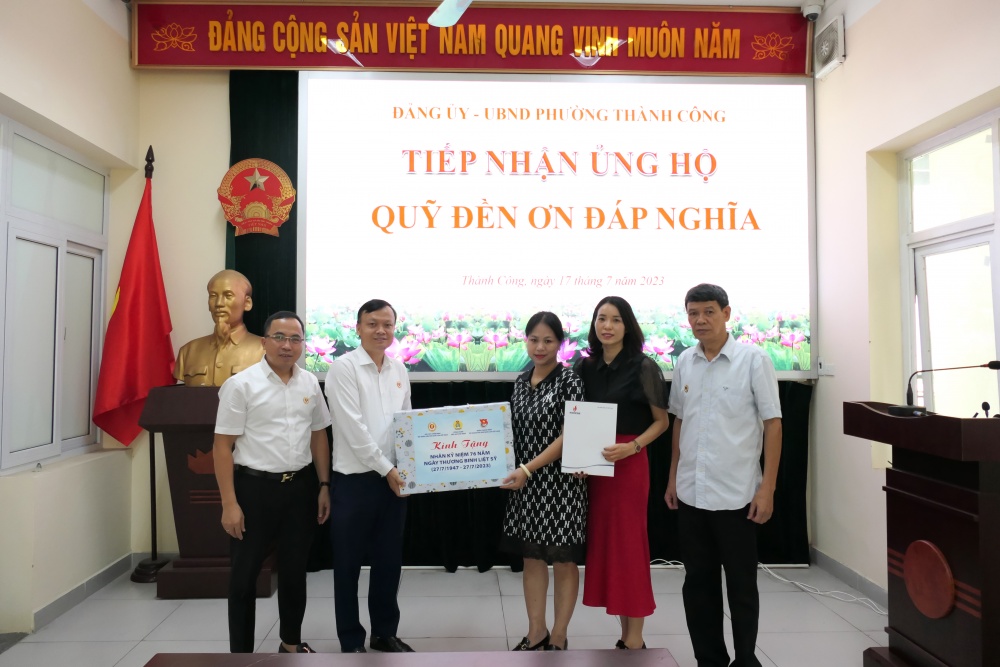 ĐẢNG CỘNG SẢN VIỆT NAM QUANG VINH MUÔN NĂM
ĐẢNG ỦY - UBND PHƯỜNG THÀNH CÔNG
TIẾP NHẬN ỦNG HỘ
QUỸ ĐỀN ƠN ĐÁP NGHĨA
Thành Công, ngày 17 tháng 7 năm 2023
Kính Tặng
NHÂN KỶ NIỆM 76 NĂM
NGÀY THƯƠNG BINH LIỆT SỸ
(27/7/1947 - 27/7/2023)